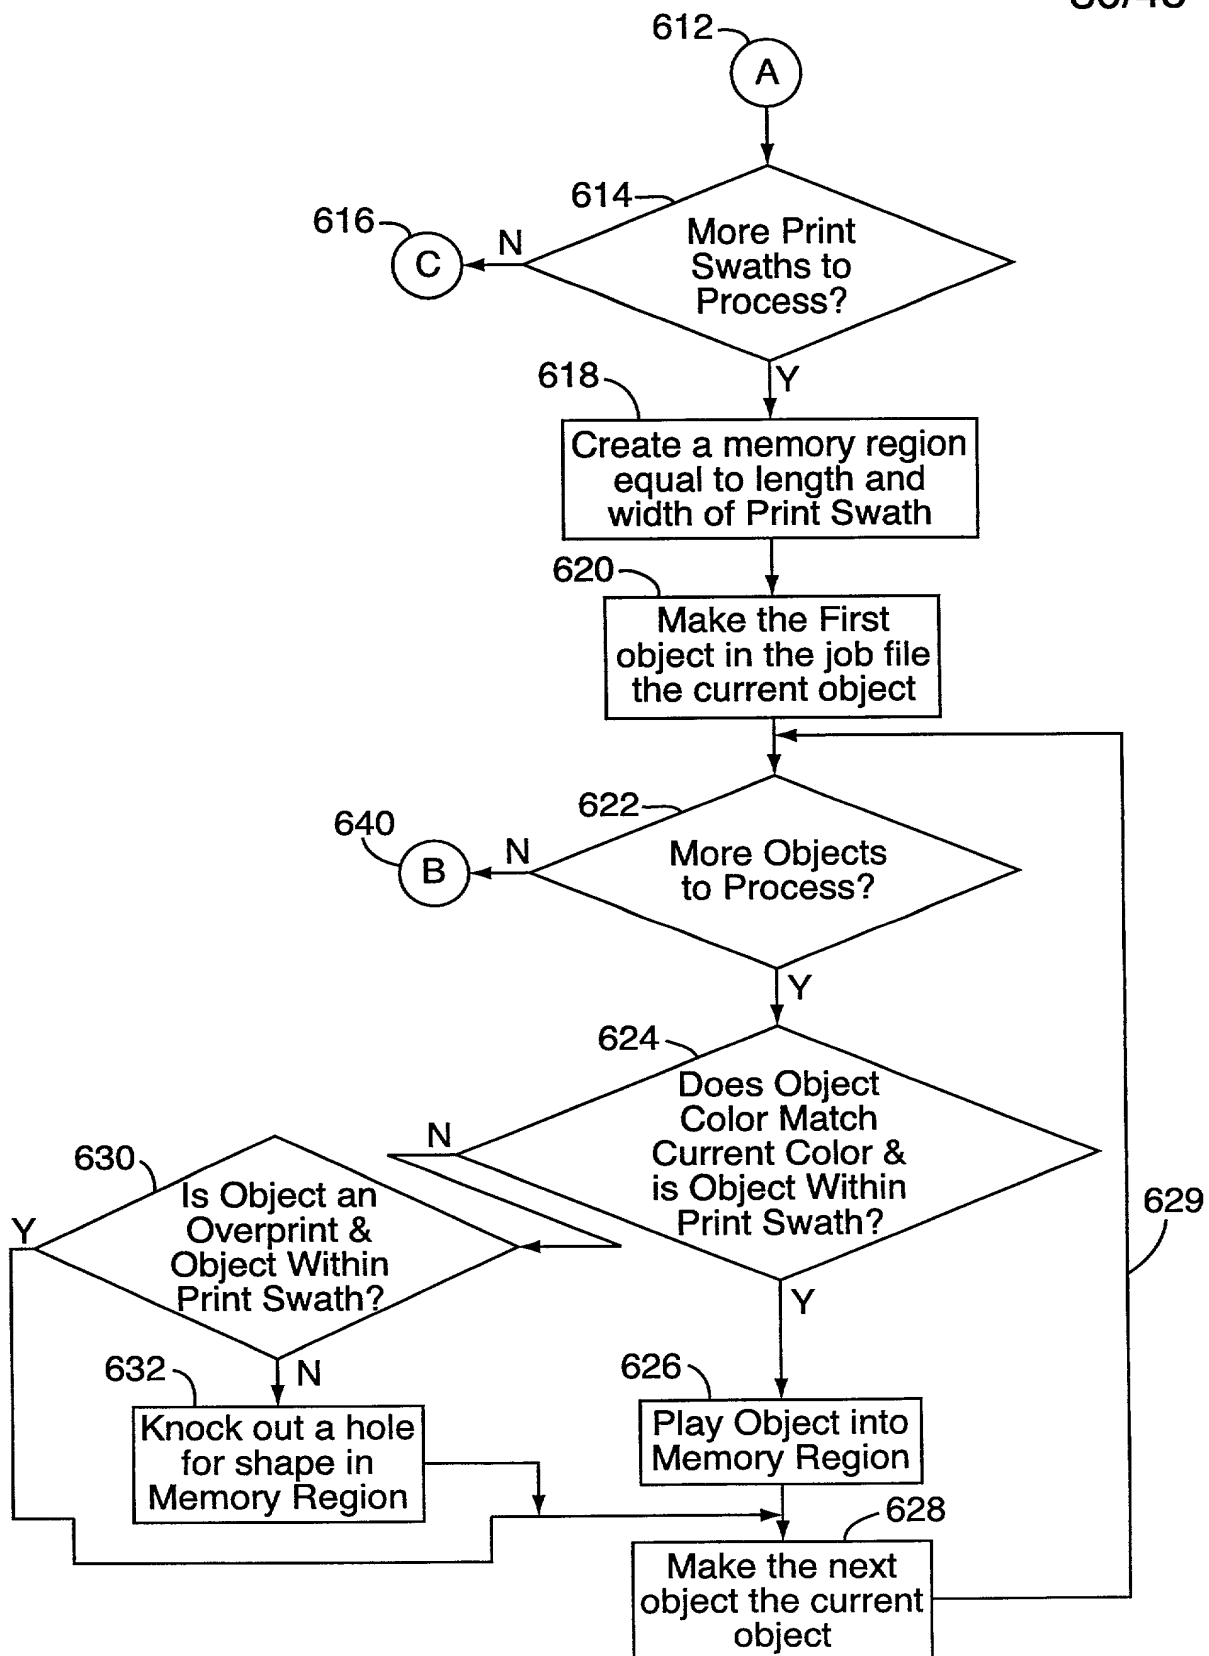 612
A
614
More Print
Swaths to
Process?
616
C
N
Y
618
Create a memory region
equal to length and
width of Print Swath
620
Make the First
object in the job file
the current object
622
More Objects
to Process?
640
B
N
Y
624
Does Object
Color Match
Current Color &
is Object Within
Print Swath?
N
630
Is Object an
Overprint &
Object Within
Print Swath?
Y
629
Y
N
632
Knock out a hole
for shape in
Memory Region
626
Play Object into
Memory Region
628
Make the next
object the current
object